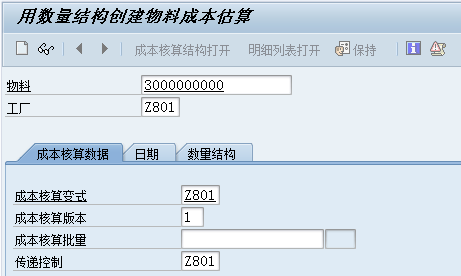 用数量结构创建物料成本估算
成本核算结构打开 明细列表打开 保持
物料 3000000000
工厂 Z801
成本核算数据 日期 数量结构
成本核算变式 Z801
成本核算版本 1
成本核算批量
传递控制 Z801